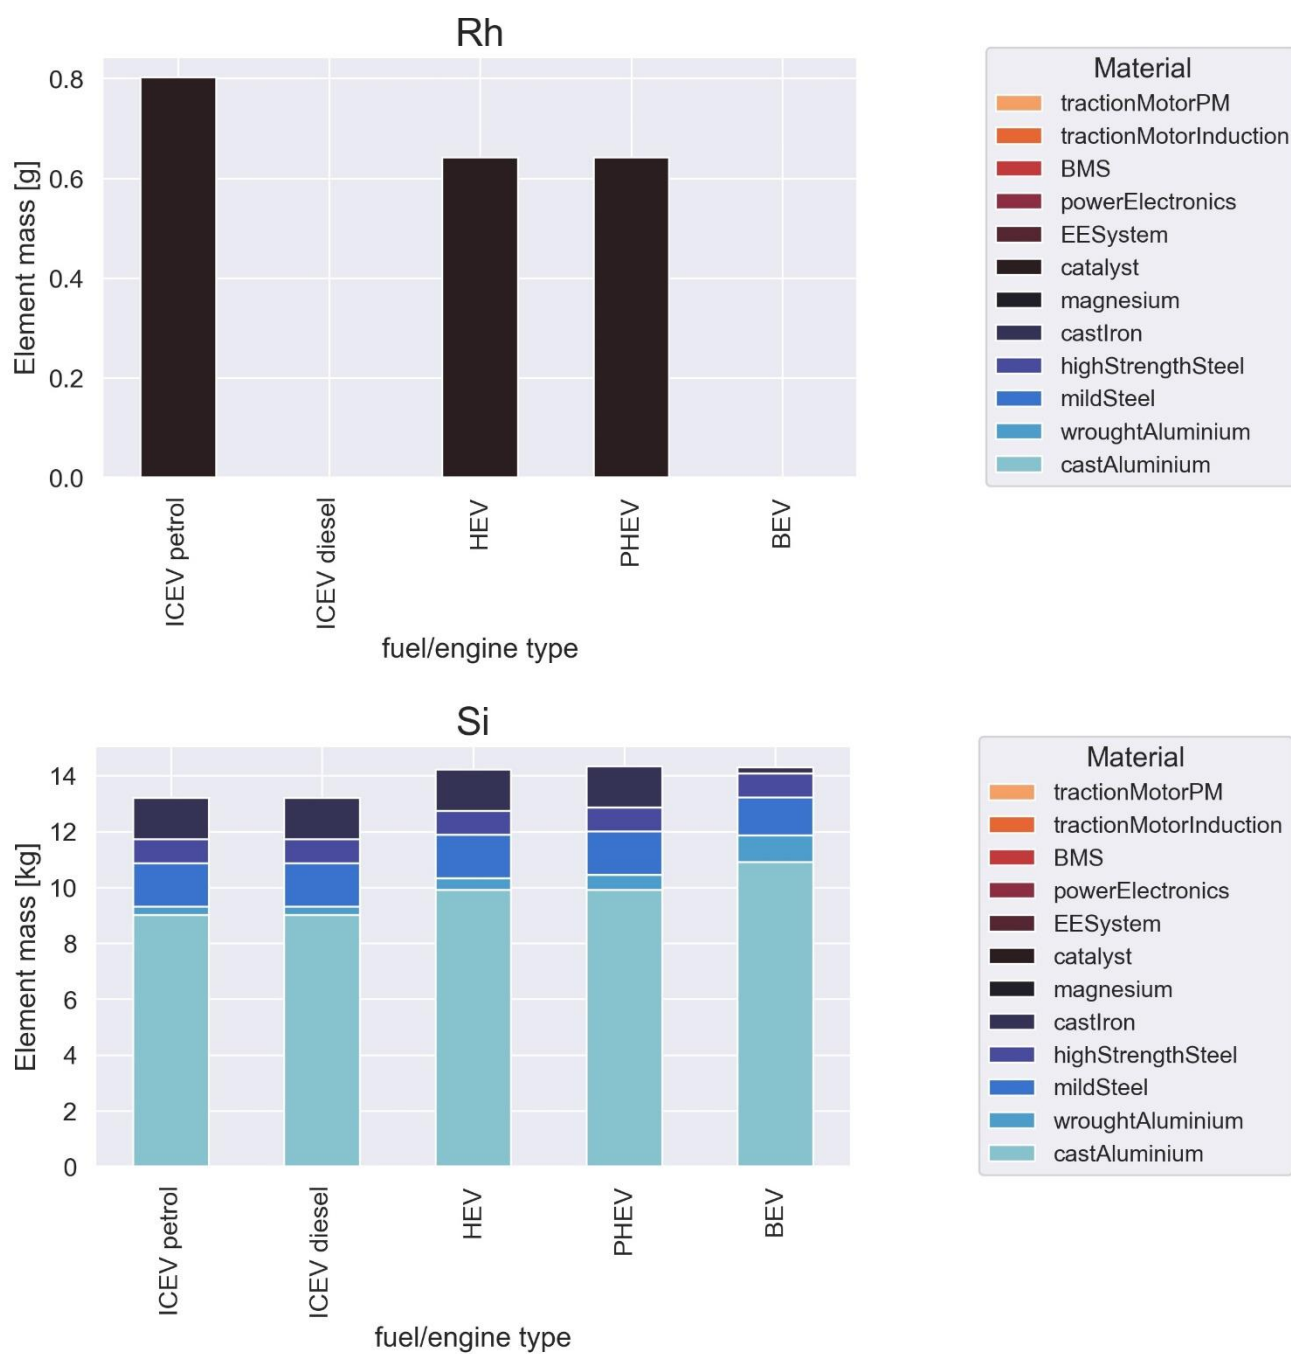 Rh
Element mass [g]
0.8
0.6
0.4
0.2
0.0
ICEV petrol
ICEV diesel
HEV
PHEV
BEV
fuel/engine type
Material
tractionMotorPM
tractionMotorInduction
BMS
powerElectronics
EESystem
catalyst
magnesium
castIron
highStrengthSteel
mildSteel
wroughtAluminium
castAluminium
Si
Element mass [kg]
14
12
10
8
6
4
2
0
ICEV petrol
ICEV diesel
HEV
PHEV
BEV
fuel/engine type
Material
tractionMotorPM
tractionMotorInduction
BMS
powerElectronics
EESystem
catalyst
magnesium
castIron
highStrengthSteel
mildSteel
wroughtAluminium
castAluminium